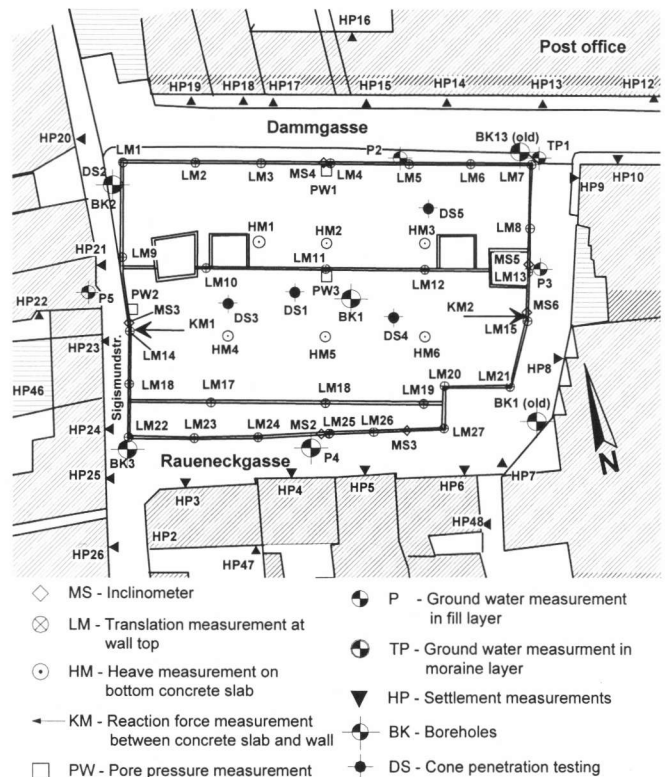 HP16
Post office
HP19 HP18 HP17 HP15 HP14 HP13 HP12
Dammgasse
HP20
BK13 (old)
P2
TP1
LM1 LM2 LM3 MS4 LM4 LM5 LM6 LM7
HP10
DS2
PW1
HP9
BK2
DS5
HM1 HM2 HM3
LM8
HP21
LM9
MS5
LM10 LM11 LM12 LM13
P3
P5
PW2
MS3
PW3
BK1
KM2
MS6
HP22
KM1
DS3 DS1 DS4
LM15
HP23
LM14
HM4 HM5 HM6
HP8
Sigismundstr.
HP46
LM18 LM17 LM18 LM19 LM20 LM21
BK1 (old)
HP24
LM22 LM23 LM24 MS2 LM25 LM26 MS3 LM27
N
BK3
P4
Raueneckgasse
HP25
HP3 HP4 HP5 HP6 HP7
HP2
HP48
HP26
HP47
MS - Inclinometer
LM - Translation measurement at
wall top
HM - Heave measurement on
bottom concrete slab
KM - Reaction force measurement
between concrete slab and wall
PW - Pore pressure measurement
P - Ground water measurement
in fill layer
TP - Ground water measurment in
moraine layer
HP - Settlement measurements
BK - Boreholes
DS - Cone penetration testing